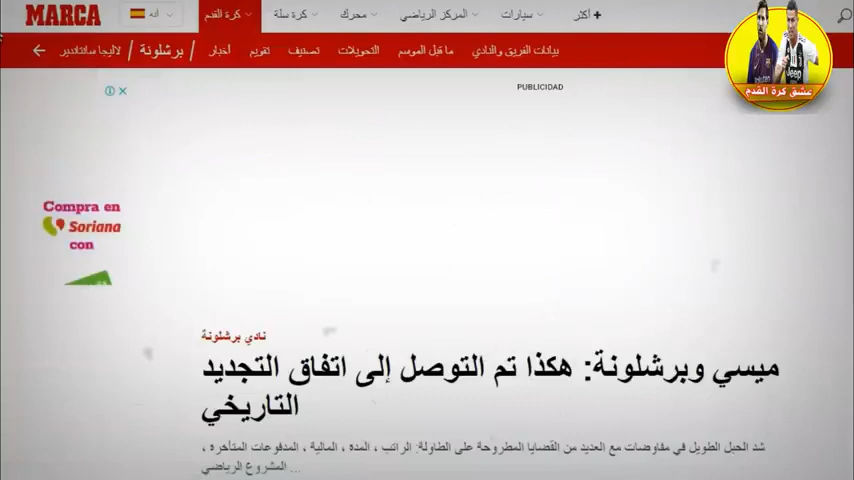 MARCA
أنه
كرة القدم
كرة سلة
محرك
المركز الرياضي
سيارات
أكثر +
لاليجا سانتاندير / برشلونة / أخبار تقويم تصنيف التحويلات ما قبل الموسم بيانات الفريق والنادي
عشق كرة القدم
PUBLICIDAD
Compra en
Soriana
con
نادي برشلونة
ميسي وبرشلونة: هكذا تم التوصل إلى اتفاق التجديد
التاريخي
شد الحبل الطويل في مفاوضات مع العديد من القضايا المطروحة على الطاولة: الراتب ، المدة ، المالية ، المدفوعات المتأخرة ،
المشروع الرياضي ...